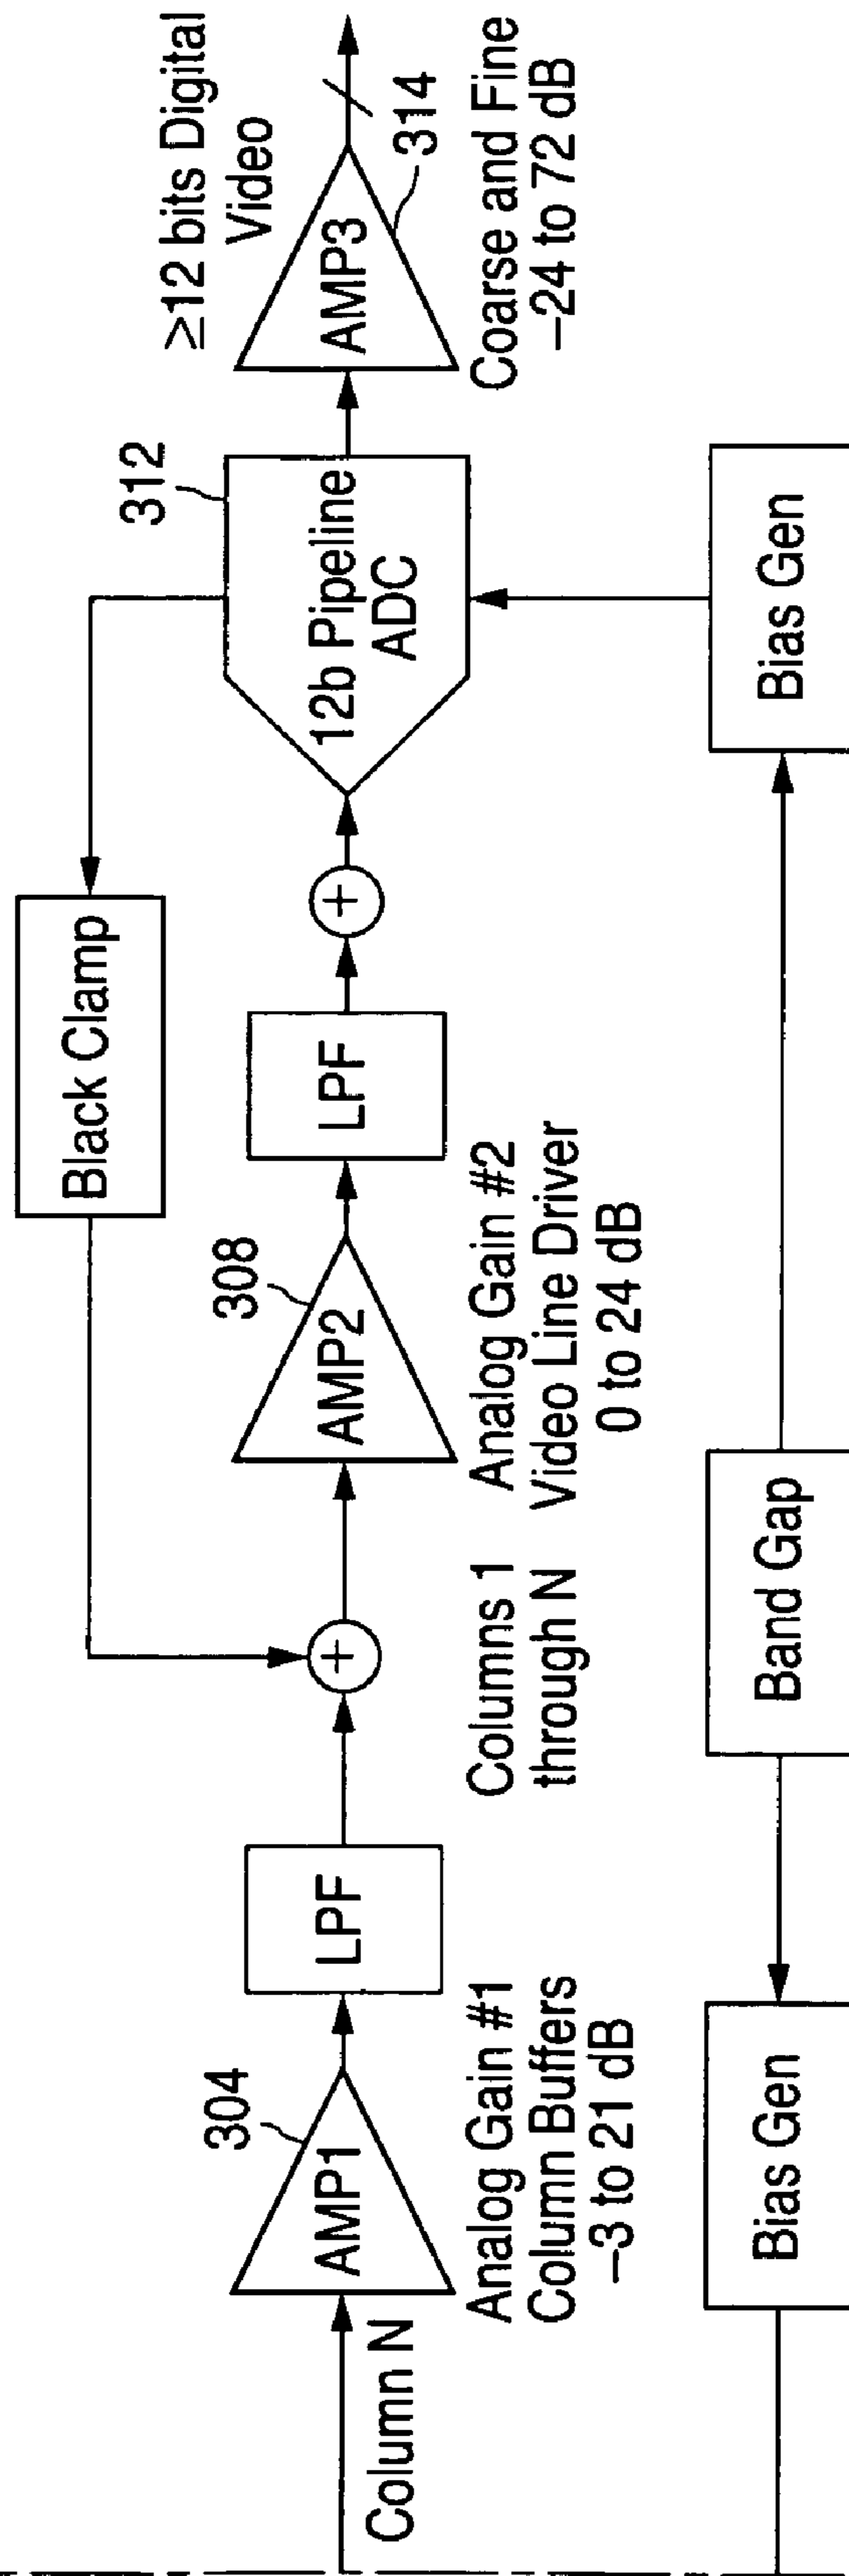 Column N
AMP1
304
Analog Gain #1
Column Buffers
–3 to 21 dB
LPF
+
Columns 1
through N
AMP2
308
Analog Gain #2
Video Line Driver
0 to 24 dB
LPF
+
Black Clamp
12b Pipeline
ADC
312
AMP3
314
≥12 bits Digital
Video
Coarse and Fine
–24 to 72 dB
Bias Gen
Band Gap
Bias Gen